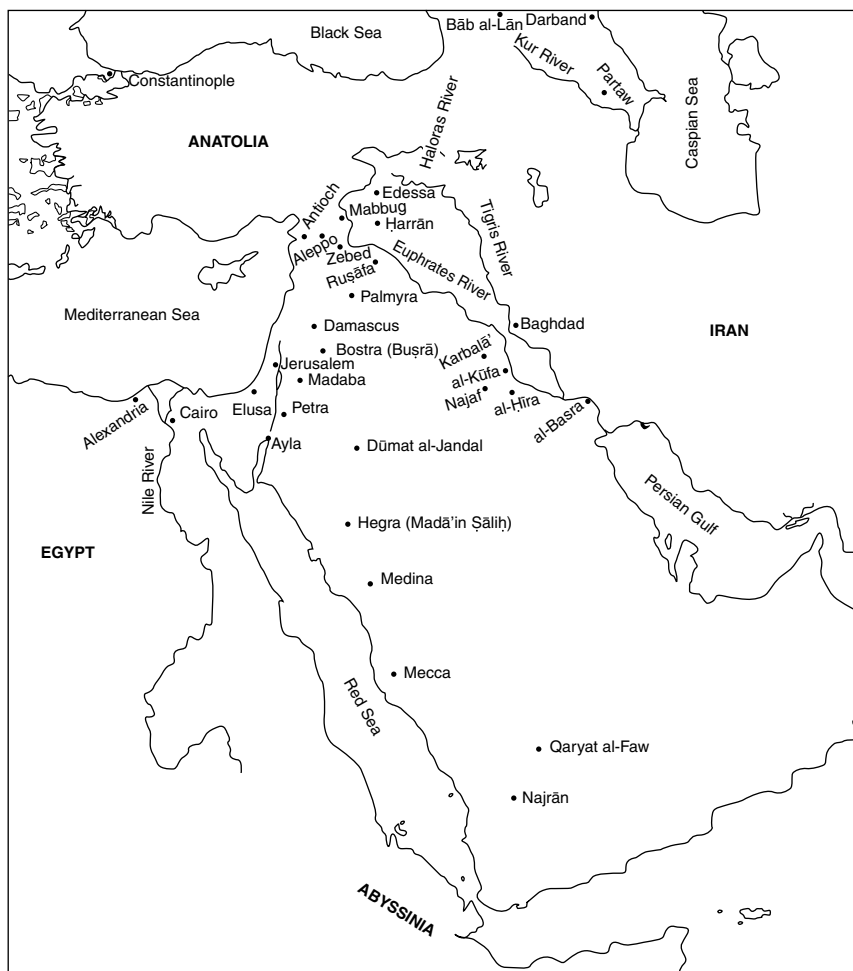 Black Sea
Bāb al-Lān
Darband
Kur River
Partaw
Caspian Sea
Constantinople
ANATOLIA
Haloras River
Edessa
Antioch
Mabbug
Ḥarrān
Aleppo
Zebed
Ruṣāfa
Euphrates River
Tigris River
Palmyra
Mediterranean Sea
Damascus
Baghdad
IRAN
Bostra (Buṣrā)
Karbalā’
Jerusalem
al-Kūfa
Madaba
Najaf
al-Ḥīra
al-Basra
Alexandria
Cairo
Elusa
Petra
Ayla
Dūmat al-Jandal
Nile River
Persian Gulf
Hegra (Madā’in Ṣāliḥ)
EGYPT
Medina
Mecca
Red Sea
Qaryat al-Faw
Najrān
ABYSSINIA